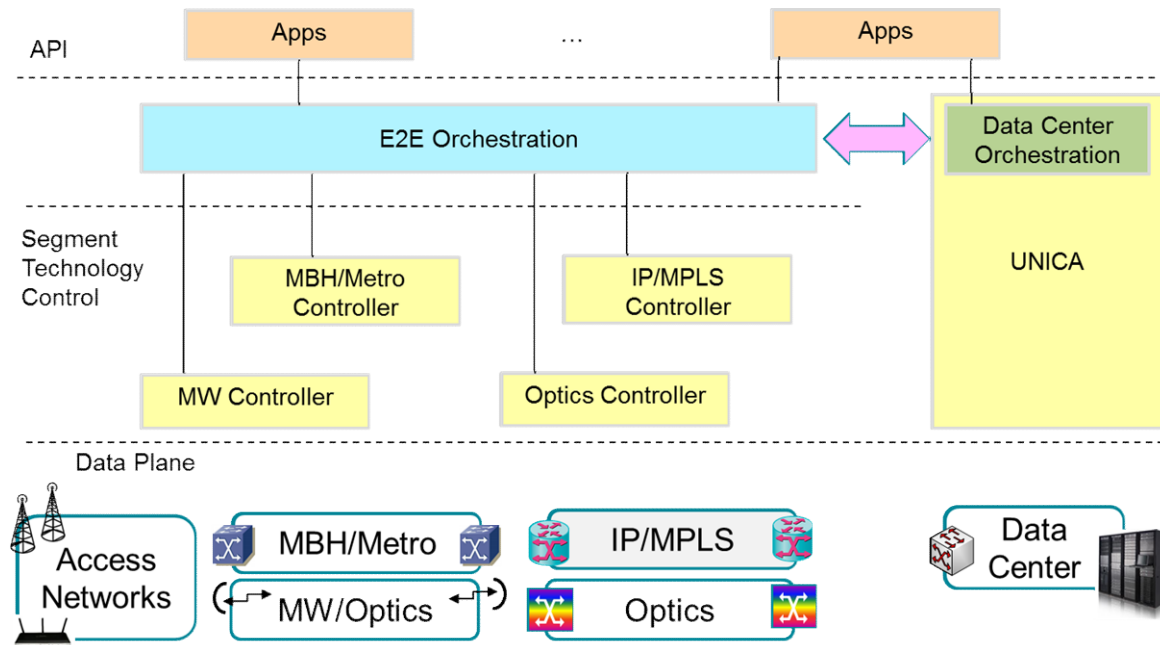 Apps
...
Apps
API
E2E Orchestration
Data Center
Orchestration
Segment
Technology
Control
MBH/Metro
Controller
IP/MPLS
Controller
UNICA
MW Controller
Optics Controller
Data Plane
Access
Networks
MBH/Metro
MW/Optics
IP/MPLS
Optics
Data
Center